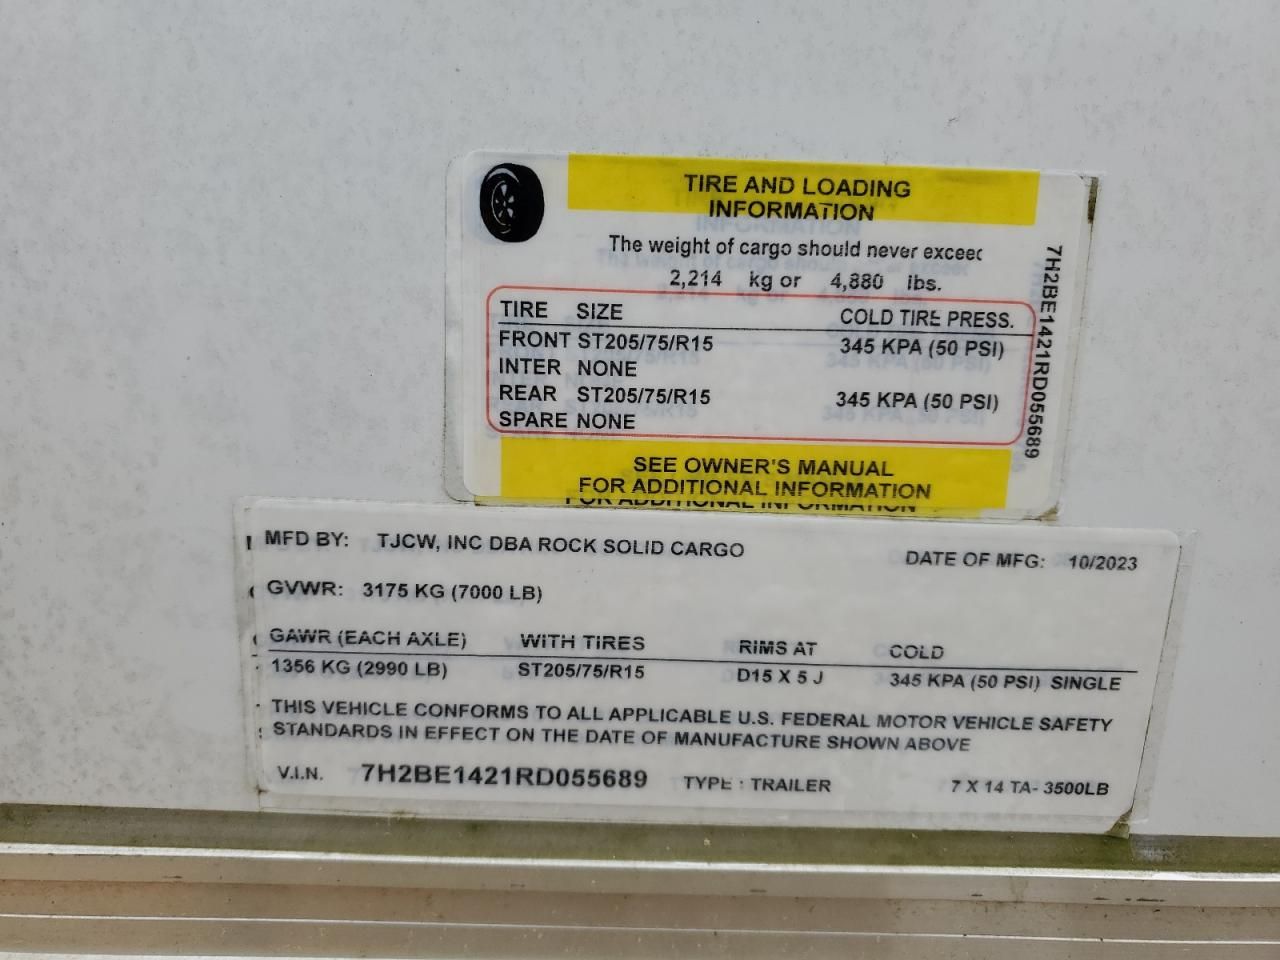 TIRE AND LOADING
INFORMATION
The weight of cargo should never exceed
2,214 kg or 4,880 lbs.
TIRE SIZE COLD TIRE PRESS.
FRONT ST205/75/R15 345 KPA (50 PSI)
INTER NONE
REAR ST205/75/R15 345 KPA (50 PSI)
SPARE NONE
SEE OWNER'S MANUAL
FOR ADDITIONAL INFORMATION
FOR ADDITIONAL INFORMATION
7H2BE1421RD055689
MFD BY: TJCW, INC DBA ROCK SOLID CARGO DATE OF MFG: 10/2023
GVWR: 3175 KG (7000 LB)
GAWR (EACH AXLE) WITH TIRES RIMS AT COLD
1356 KG (2990 LB) ST205/75/R15 D15 X 5 J 345 KPA (50 PSI) SINGLE
THIS VEHICLE CONFORMS TO ALL APPLICABLE U.S. FEDERAL MOTOR VEHICLE SAFETY
STANDARDS IN EFFECT ON THE DATE OF MANUFACTURE SHOWN ABOVE
V.I.N. 7H2BE1421RD055689 TYPE : TRAILER 7 X 14 TA- 3500LB